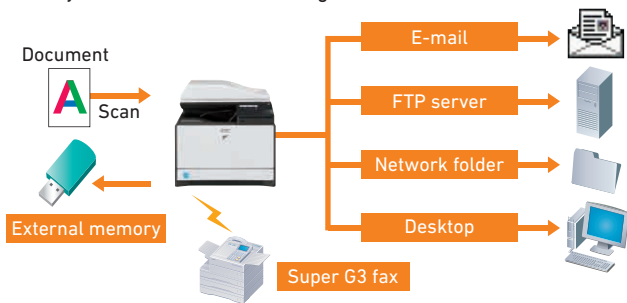 Document
A
Scan
External memory
Super G3 fax
E-mail
FTP server
Network folder
Desktop